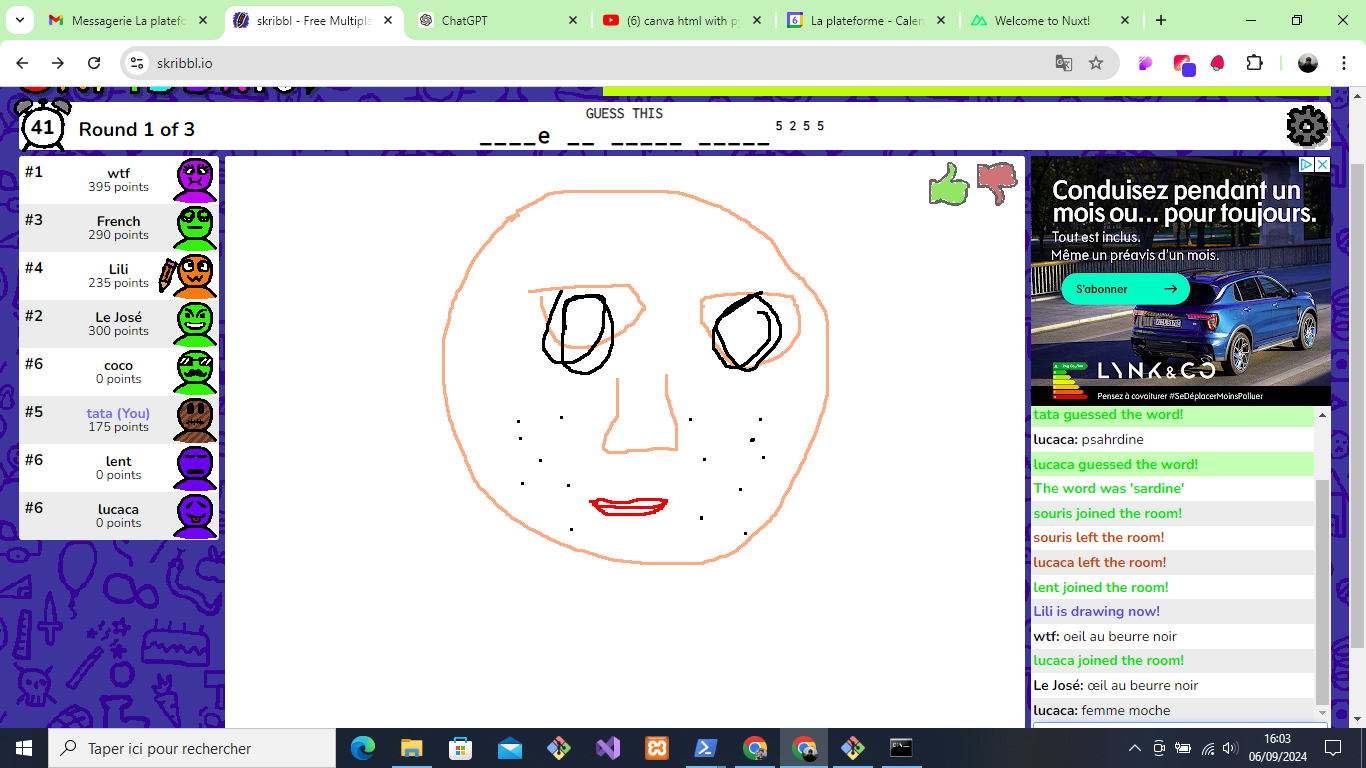 Messagerie La platefo
skribbl - Free Multipla
ChatGPT
(6) canva html with p
La plateforme - Calen
Welcome to Nuxt!
skribbl.io
41
Round 1 of 3
GUESS THIS
____e __ _____ _____
5 2 5 5
#1
wtf
395 points
#3
French
290 points
#4
Lili
235 points
#2
Le José
300 points
#6
coco
0 points
#5
tata (You)
175 points
#6
lent
0 points
#6
lucaca
0 points
Conduisez pendant un
mois ou... pour toujours.
Tout est inclus.
Même un préavis d'un mois.
S'abonner
LYNK&CO
Pensez à covoiturer #SeDéplacerMoinsPolluer
tata guessed the word!
lucaca: psahrdine
lucaca guessed the word!
The word was 'sardine'
souris joined the room!
souris left the room!
lucaca left the room!
lent joined the room!
Lili is drawing now!
wtf: oeil au beurre noir
lucaca joined the room!
Le José: œil au beurre noir
lucaca: femme moche
Taper ici pour rechercher
16:03
06/09/2024